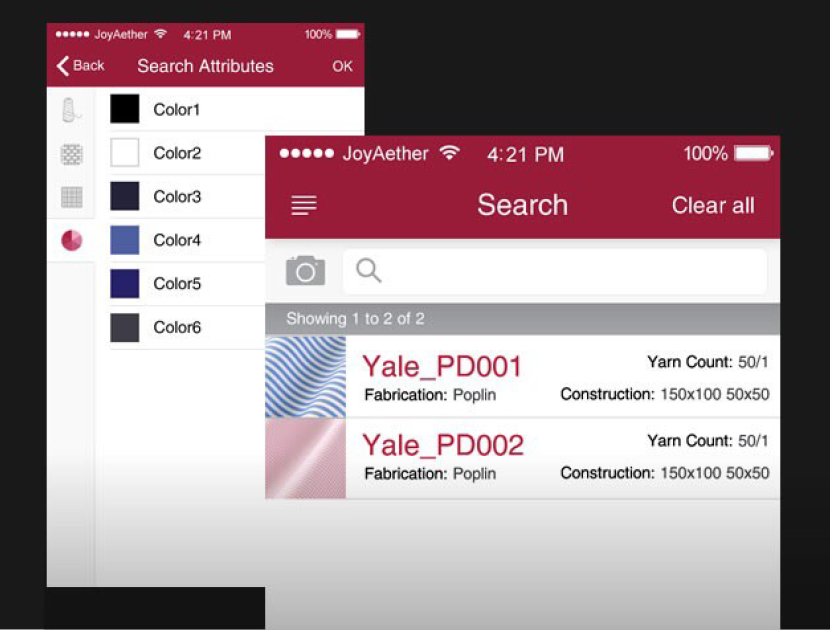 JoyAether 4:21 PM 100%
Back Search Attributes OK
Color1
Color2
Color3
Color4
Color5
Color6
JoyAether 4:21 PM 100%
Search Clear all
Showing 1 to 2 of 2
Yale_PD001 Yarn Count: 50/1
Fabrication: Poplin Construction: 150x100 50x50
Yale_PD002 Yarn Count: 50/1
Fabrication: Poplin Construction: 150x100 50x50